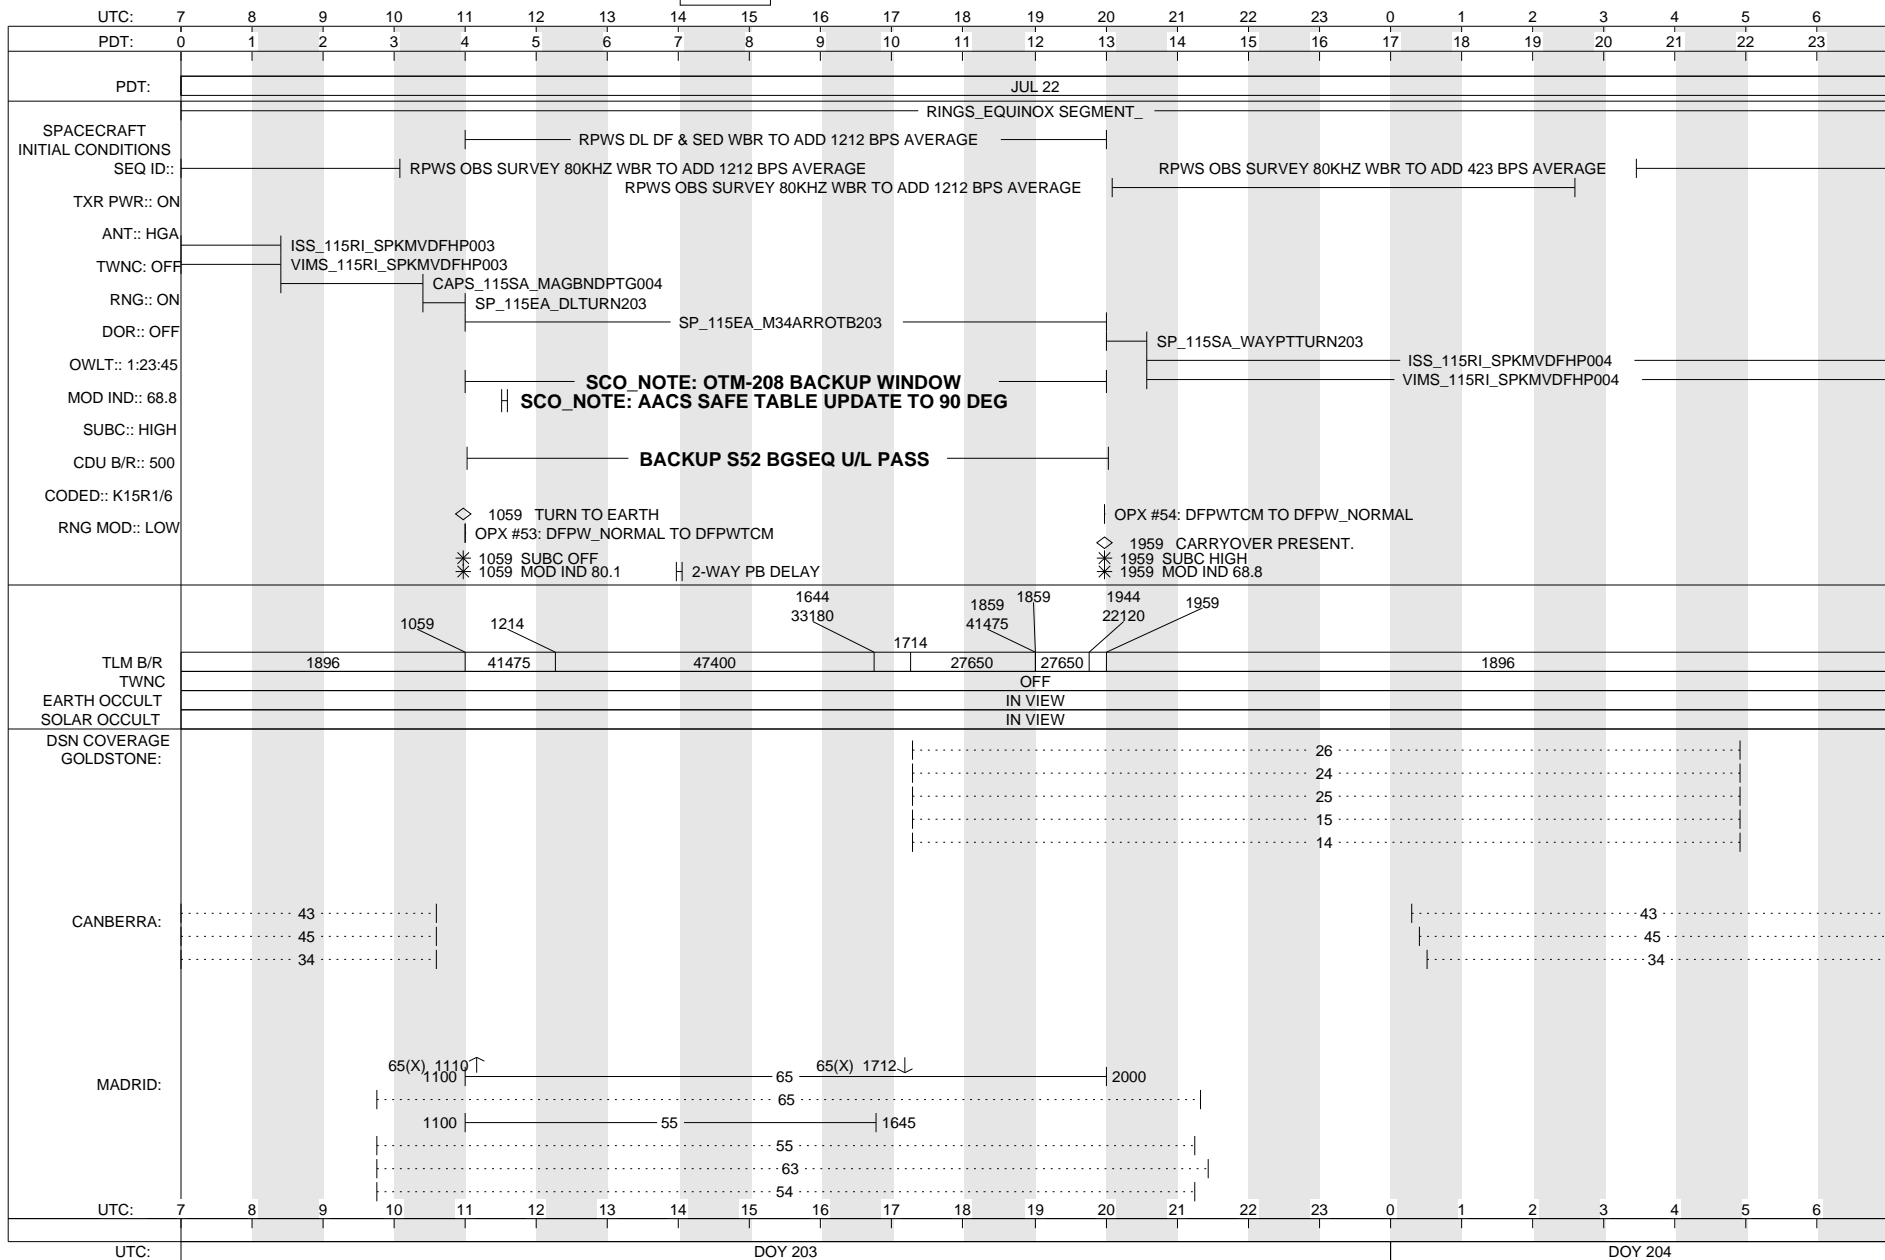 UTC: 7 8 9 10 11 12 13 14 15 16 17 18 19 20 21 22 23 0 1 2 3 4 5 6
PDT: 0 1 2 3 4 5 6 7 8 9 10 11 12 13 14 15 16 17 18 19 20 21 22 23
PDT: JUL 22
RINGS_EQUINOX SEGMENT_
SPACECRAFT
INITIAL CONDITIONS
RPWS DL DF & SED WBR TO ADD 1212 BPS AVERAGE
SEQ ID::
RPWS OBS SURVEY 80KHZ WBR TO ADD 1212 BPS AVERAGE
RPWS OBS SURVEY 80KHZ WBR TO ADD 423 BPS AVERAGE
RPWS OBS SURVEY 80KHZ WBR TO ADD 1212 BPS AVERAGE
TXR PWR:: ON
ANT:: HGA
ISS_115RI_SPKMVDFHP003
TWNC: OFF
VIMS_115RI_SPKMVDFHP003
CAPS_115SA_MAGBNDPTG004
RNG:: ON
SP_115EA_DLTURN203
SP_115EA_M34ARROTB203
DOR:: OFF
SP_115SA_WAYPTTURN203
OWLT:: 1:23:45
ISS_115RI_SPKMVDFHP004
SCO_NOTE: OTM-208 BACKUP WINDOW
VIMS_115RI_SPKMVDFHP004
MOD IND:: 68.8
SCO_NOTE: AACS SAFE TABLE UPDATE TO 90 DEG
SUBC:: HIGH
CDU B/R:: 500
BACKUP S52 BGSEQ U/L PASS
CODED:: K15R1/6
1059 TURN TO EARTH
OPX #54: DFPWTCM TO DFPW_NORMAL
RNG MOD:: LOW
OPX #53: DFPW_NORMAL TO DFPWTCM
1959 CARRYOVER PRESENT.
1059 SUBC OFF
1959 SUBC HIGH
1059 MOD IND 80.1
2-WAY PB DELAY
1959 MOD IND 68.8
1644 1859 1859 1944 1959
33180 41475 22120
1059 1214
1714
TLM B/R 1896 41475 47400 27650 27650 1896
TWNC OFF
EARTH OCCULT IN VIEW
SOLAR OCCULT IN VIEW
DSN COVERAGE
GOLDSTONE:
26
24
25
15
14
CANBERRA:
43 43
45 45
34 34
65(X) 1110 65(X) 1712
MADRID:
1100 65 2000
65
1100 55 1645
55
63
54
UTC: 7 8 9 10 11 12 13 14 15 16 17 18 19 20 21 22 23 0 1 2 3 4 5 6
UTC: DOY 203 DOY 204